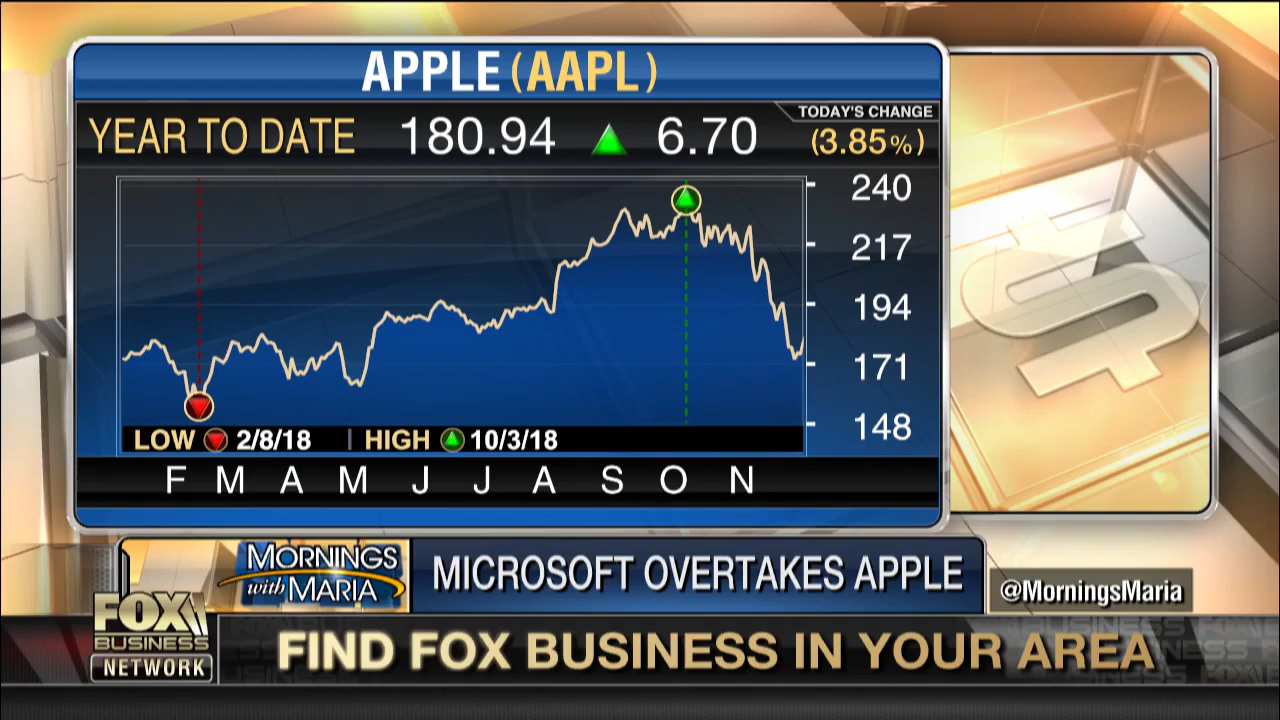 APPLE (AAPL)
YEAR TO DATE 180.94 6.70
TODAY'S CHANGE
(3.85%)
240
217
194
171
148
LOW 2/8/18 | HIGH 10/3/18
F M A M J J A S O N
MORNINGS
with MARIA
MICROSOFT OVERTAKES APPLE
@MorningsMaria
FOX
BUSINESS
NETWORK
FIND FOX BUSINESS IN YOUR AREA